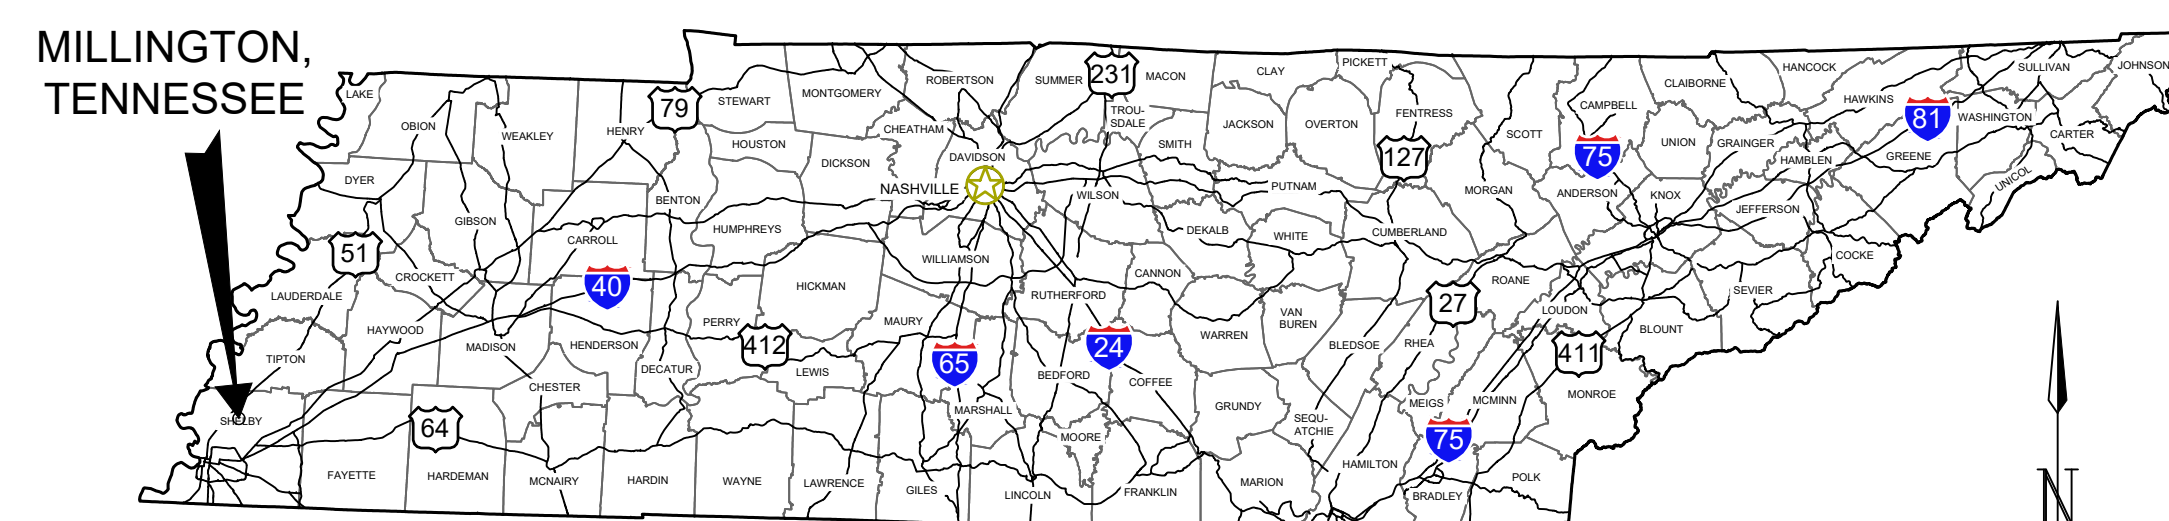 MILLINGTON,
TENNESSEE
LAKE
OBION
WEAKLEY
HENRY
79
STEWART
MONTGOMERY
ROBERTSON
SUMMER
231
MACON
TROU-
SDALE
CLAY
PICKETT
FENTRESS
SCOTT
CAMPBELL
CLAIBORNE
HANCOCK
HAWKINS
81
SULLIVAN
JOHNSON
WASHINGTON
CARTER
UNICOL
GREENE
HAMBLEN
GRAINGER
UNION
75
127
OVERTON
JACKSON
SMITH
CHEATHAM
DAVIDSON
NASHVILLE
DICKSON
HOUSTON
DYER
GIBSON
BENTON
CARROLL
HUMPHREYS
WILSON
PUTNAM
DEKALB
WHITE
CUMBERLAND
MORGAN
ANDERSON
KNOX
JEFFERSON
COCKE
SEVIER
51
CROCKETT
40
LAUDERDALE
HAYWOOD
MADISON
HENDERSON
PERRY
HICKMAN
WILLIAMSON
RUTHERFORD
CANNON
WARREN
VAN
BUREN
27
ROANE
LOUDON
BLOUNT
TIPTON
CHESTER
DECATUR
412
LEWIS
MAURY
65
24
BEDFORD
COFFEE
BLEDSOE
RHEA
411
MONROE
MCMINN
MEIGS
SHELBY
64
MARSHALL
MOORE
GRUNDY
SEQU-
ATCHIE
75
FAYETTE
HARDEMAN
MCNAIRY
HARDIN
WAYNE
LAWRENCE
GILES
LINCOLN
FRANKLIN
MARION
HAMILTON
BRADLEY
POLK
N